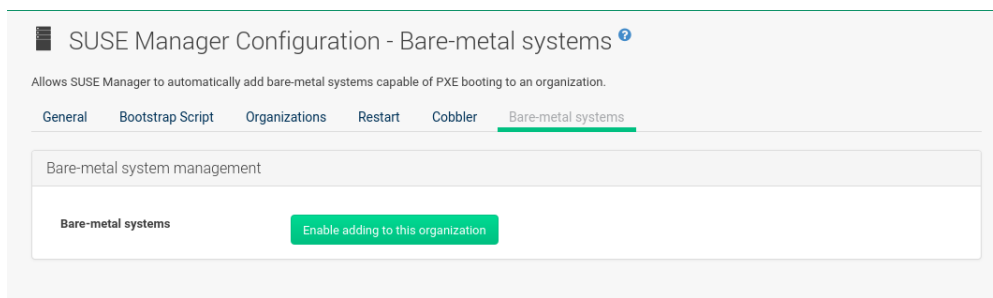 SUSE Manager Configuration - Bare-metal systems ?
Allows SUSE Manager to automatically add bare-metal systems capable of PXE booting to an organization.
General Bootstrap Script Organizations Restart Cobbler Bare-metal systems
Bare-metal system management
Bare-metal systems Enable adding to this organization